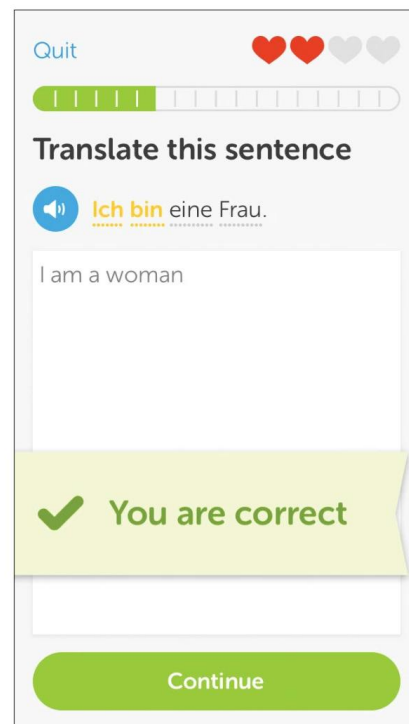 Quit
Translate this sentence
Ich bin eine Frau.
I am a woman
You are correct
Continue